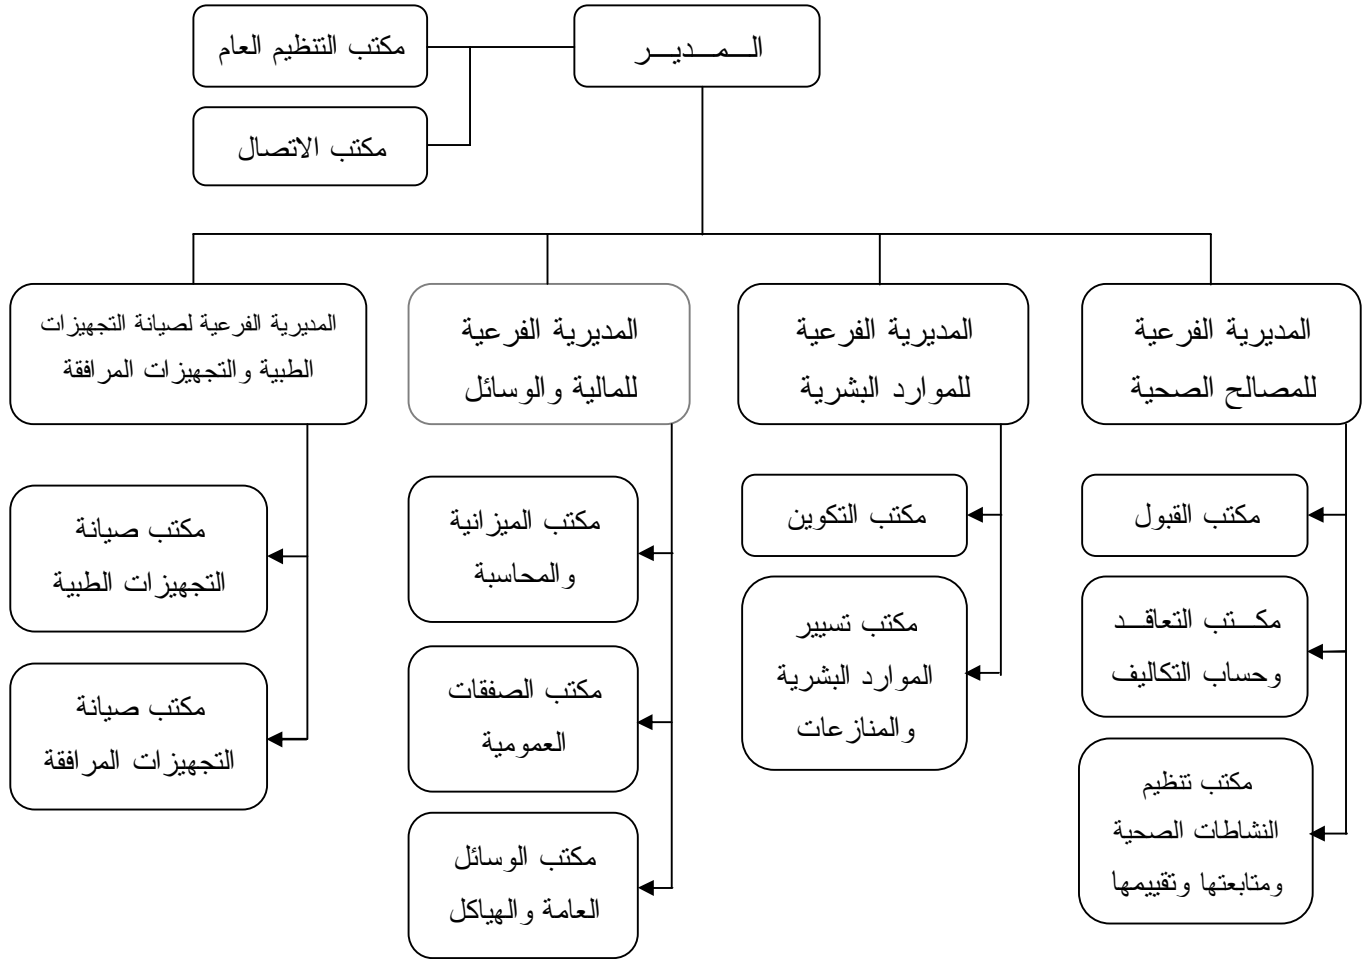 الـــمـــديـــر
مكتب التنظيم العام
مكتب الاتصال
المديرية الفرعية
للمصالح الصحية
المديرية الفرعية
للموارد البشرية
المديرية الفرعية
للمالية والوسائل
المديرية الفرعية لصيانة التجهيزات
الطبية والتجهيزات المرافقة
مكتب القبول
مكـــتب التعاقــد
وحساب التكاليف
مكتب تنظيم
النشاطات الصحية
ومتابعتها وتقييمها
مكتب التكوين
مكتب تسيير
الموارد البشرية
والمنازعات
مكتب الميزانية
والمحاسبة
مكتب الصفقات
العمومية
مكتب الوسائل
العامة والهياكل
مكتب صيانة
التجهيزات الطبية
مكتب صيانة
التجهيزات المرافقة